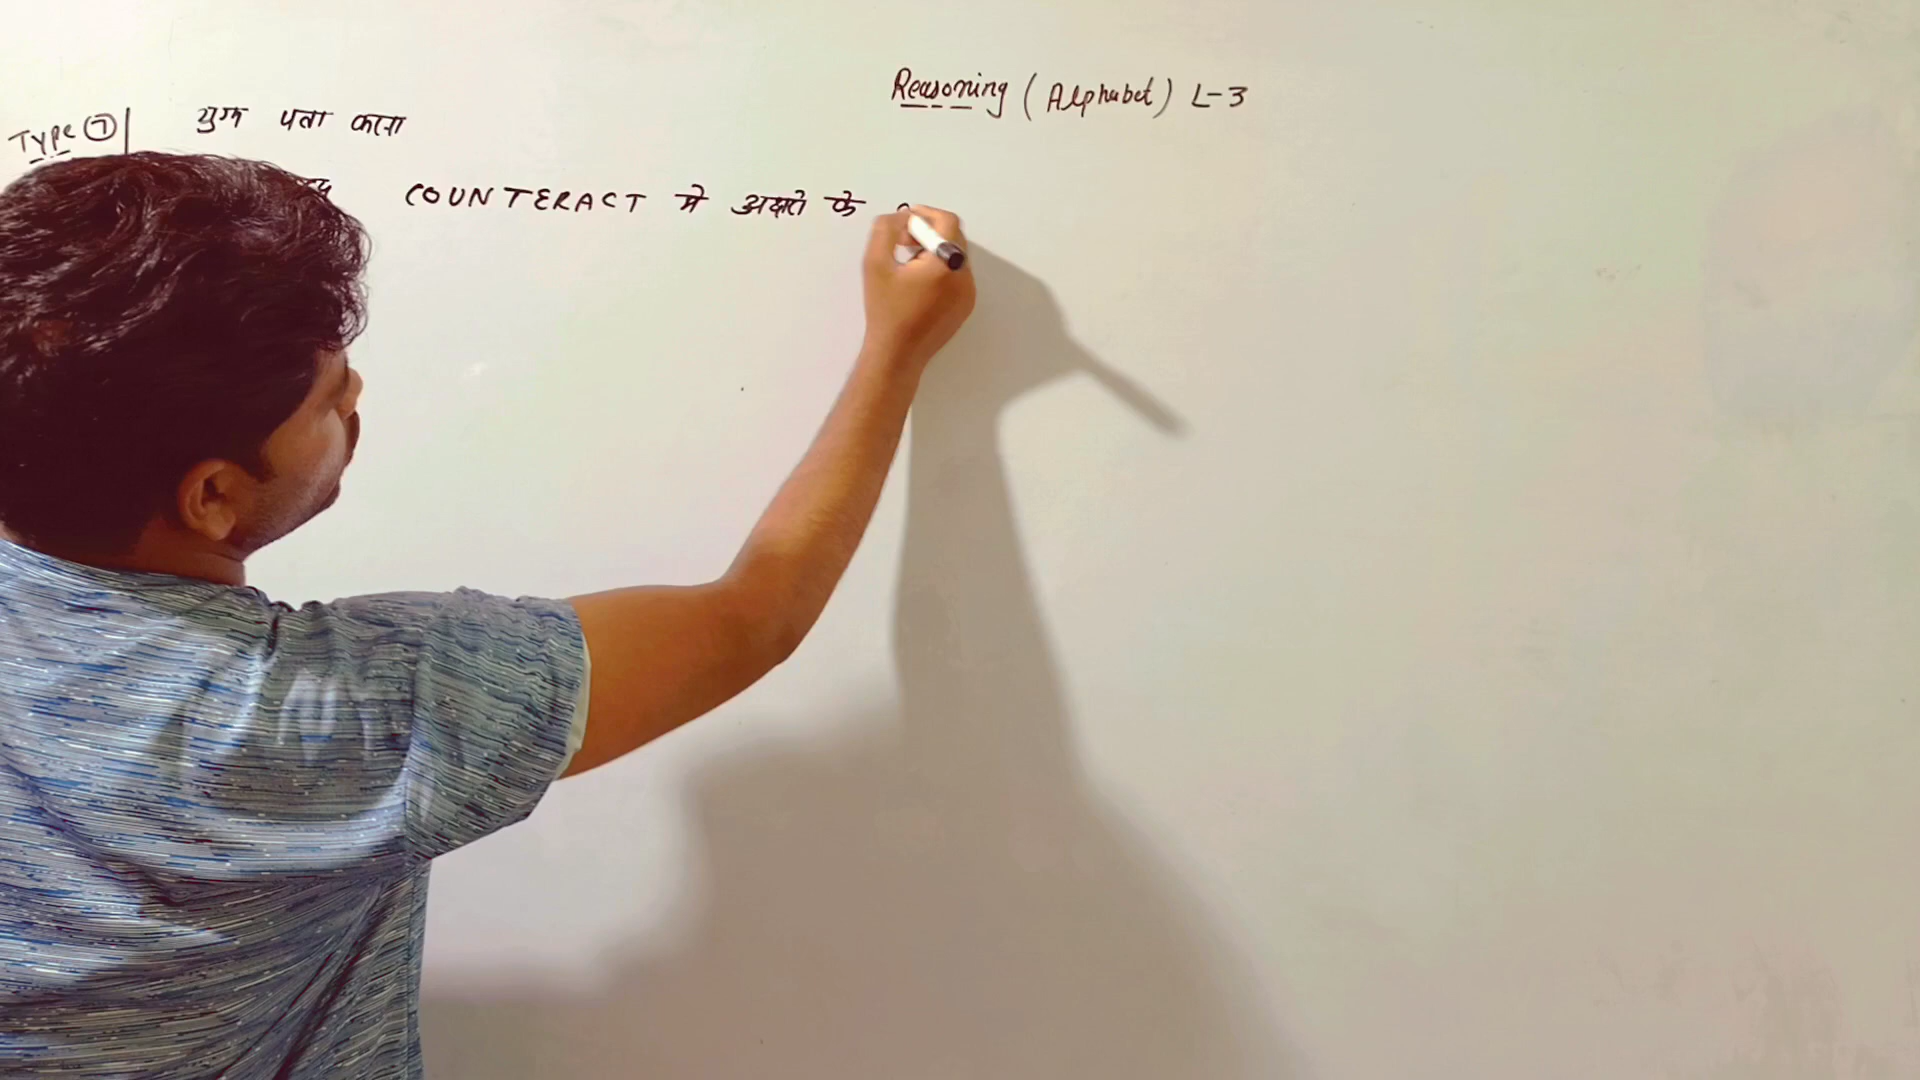 Reasoning (Alphabet) L-3
Type ⑦ युग्म पता करना
COUNTERACT मे अक्षरो के